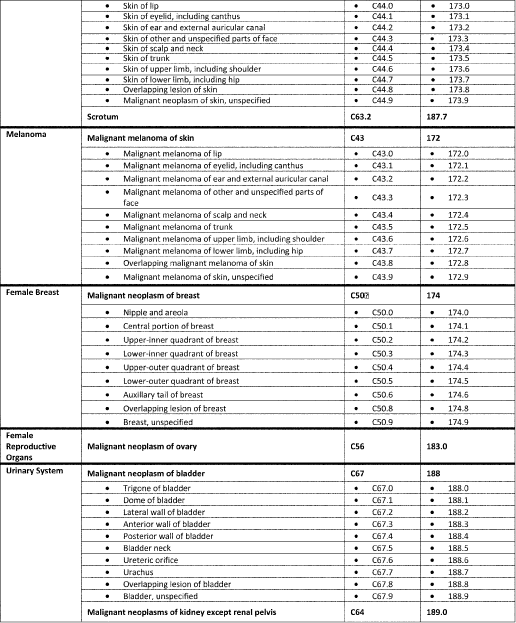 • Skin of lip • C44.0 • 173.0
• Skin of eyelid, including canthus • C44.1 • 173.1
• Skin of ear and external auricular canal • C44.2 • 173.2
• Skin of other and unspecified parts of face • C44.3 • 173.3
• Skin of scalp and neck • C44.4 • 173.4
• Skin of trunk • C44.5 • 173.5
• Skin of upper limb, including shoulder • C44.6 • 173.6
• Skin of lower limb, including hip • C44.7 • 173.7
• Overlapping lesion of skin • C44.8 • 173.8
• Malignant neoplasm of skin, unspecified • C44.9 • 173.9
Scrotum C63.2 187.7
Melanoma Malignant melanoma of skin C43 172
• Malignant melanoma of lip • C43.0 • 172.0
• Malignant melanoma of eyelid, including canthus • C43.1 • 172.1
• Malignant melanoma of ear and external auricular canal • C43.2 • 172.2
• Malignant melanoma of other and unspecified parts of
face • C43.3 • 172.3
• Malignant melanoma of scalp and neck • C43.4 • 172.4
• Malignant melanoma of trunk • C43.5 • 172.5
• Malignant melanoma of upper limb, including shoulder • C43.6 • 172.6
• Malignant melanoma of lower limb, including hip • C43.7 • 172.7
• Overlapping malignant melanoma of skin • C43.8 • 172.8
• Malignant melanoma of skin, unspecified • C43.9 • 172.9
Female Breast Malignant neoplasm of breast C50 174
• Nipple and areola • C50.0 • 174.0
• Central portion of breast • C50.1 • 174.1
• Upper-inner quadrant of breast • C50.2 • 174.2
• Lower-inner quadrant of breast • C50.3 • 174.3
• Upper-outer quadrant of breast • C50.4 • 174.4
• Lower-outer quadrant of breast • C50.5 • 174.5
• Auxillary tail of breast • C50.6 • 174.6
• Overlapping lesion of breast • C50.8 • 174.8
• Breast, unspecified • C50.9 • 174.9
Female
Reproductive
Organs Malignant neoplasm of ovary C56 183.0
Urinary System Malignant neoplasm of bladder C67 188
• Trigone of bladder • C67.0 • 188.0
• Dome of bladder • C67.1 • 188.1
• Lateral wall of bladder • C67.2 • 188.2
• Anterior wall of bladder • C67.3 • 188.3
• Posterior wall of bladder • C67.4 • 188.4
• Bladder neck • C67.5 • 188.5
• Ureteric orifice • C67.6 • 188.6
• Urachus • C67.7 • 188.7
• Overlapping lesion of bladder • C67.8 • 188.8
• Bladder, unspecified • C67.9 • 188.9
Malignant neoplasms of kidney except renal pelvis C64 189.0